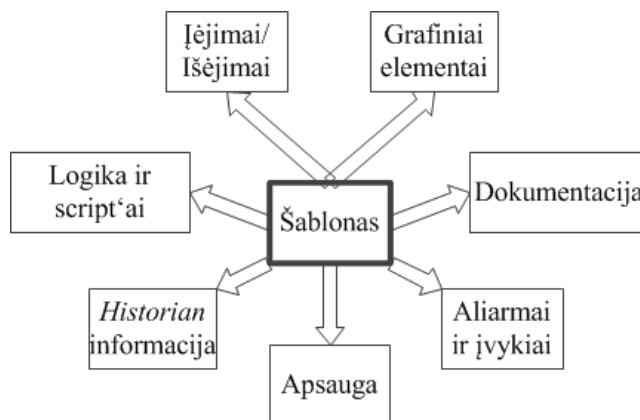 Įėjimai/
Išėjimai
Grafiniai
elementai
Logika ir
script‘ai
Šablonas
Dokumentacija
Historian
informacija
Aliarmai
ir įvykiai
Apsauga